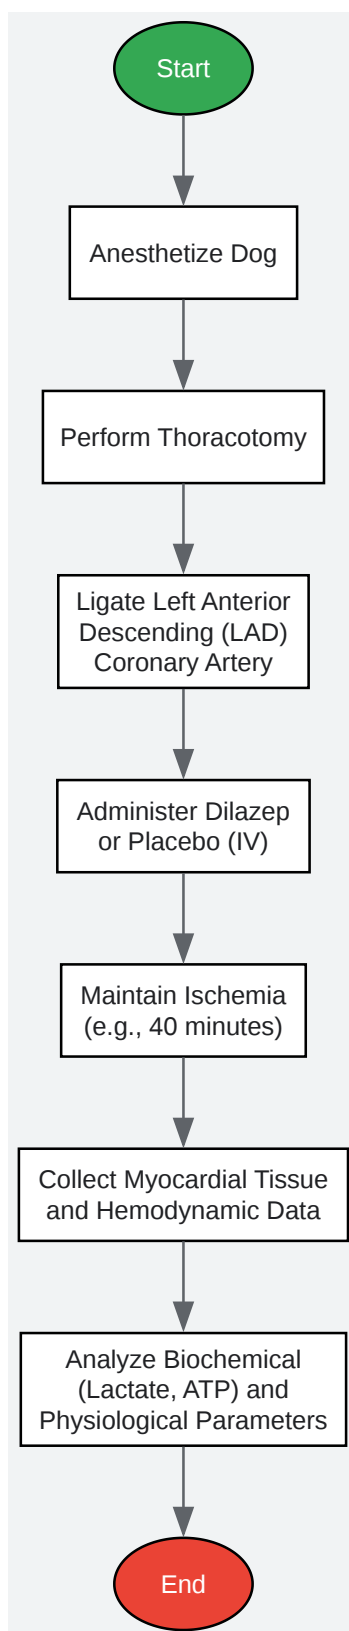 Start
Anesthetize Dog
Perform Thoracotomy
Ligate Left Anterior
Descending (LAD)
Coronary Artery
Administer Dilazep
or Placebo (IV)
Maintain Ischemia
(e.g., 40 minutes)
Collect Myocardial Tissue
and Hemodynamic Data
Analyze Biochemical
(Lactate, ATP) and
Physiological Parameters
End